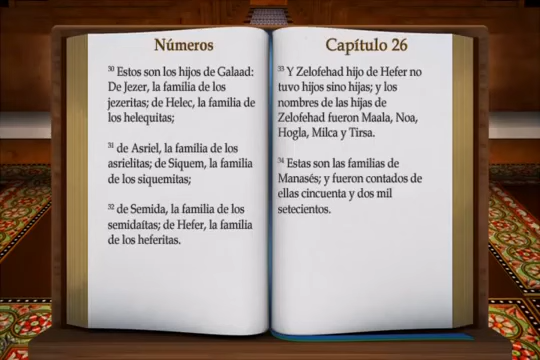 Números
³⁰ Estos son los hijos de Galaad:
De Jezer, la familia de los
jezeritas; de Helec, la familia de
los helequitas;
³¹ de Asriel, la familia de los
asrielitas; de Siquem, la familia
de los siquemitas;
³² de Semida, la familia de los
semidaítas; de Hefer, la familia
de los heferitas.
Capítulo 26
³³ Y Zelofehad hijo de Hefer no
tuvo hijos sino hijas; y los
nombres de las hijas de
Zelofehad fueron Maala, Noa,
Hogla, Milca y Tirsa.
³⁴ Estas son las familias de
Manasés; y fueron contados de
ellas cincuenta y dos mil
setecientos.